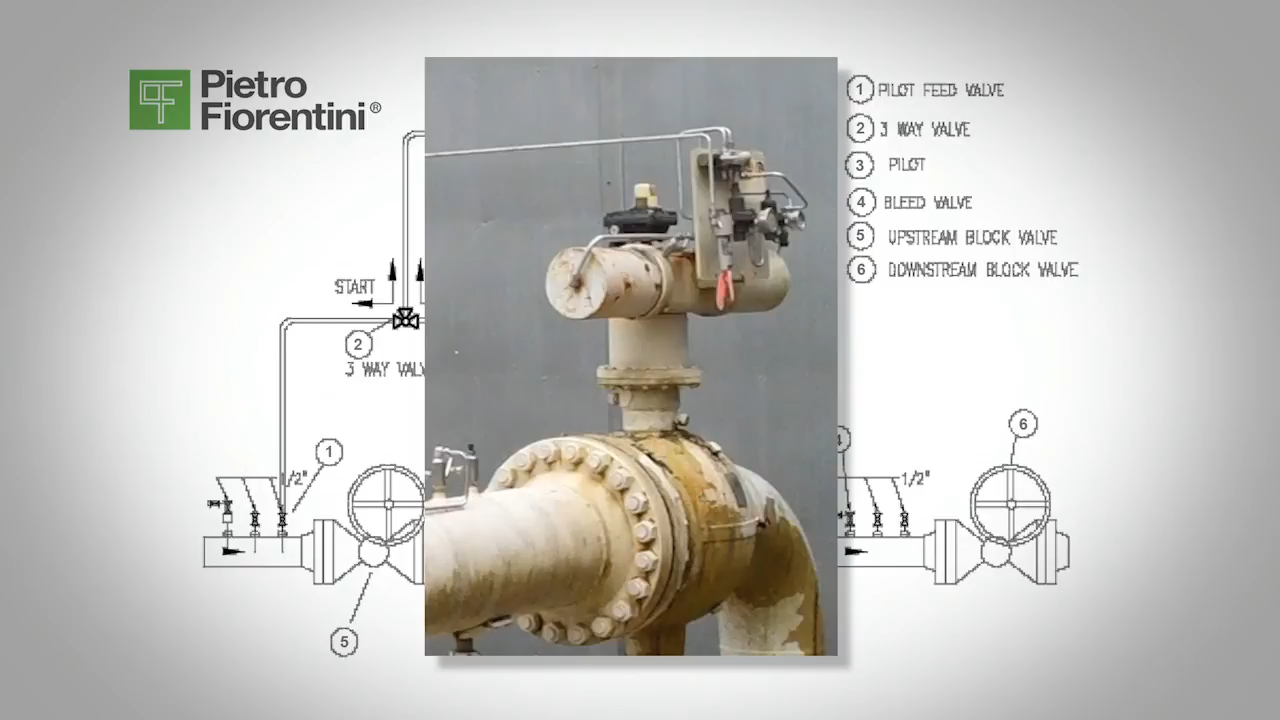 Pietro
Fiorentini®
1 PILOT FEED VALVE
2 3 WAY VALVE
3 PILOT
4 BLEED VALVE
5 UPSTREAM BLOCK VALVE
6 DOWNSTREAM BLOCK VALVE
START
2
3 WAY VALV
1
1/2"
5
4
1/2"
6